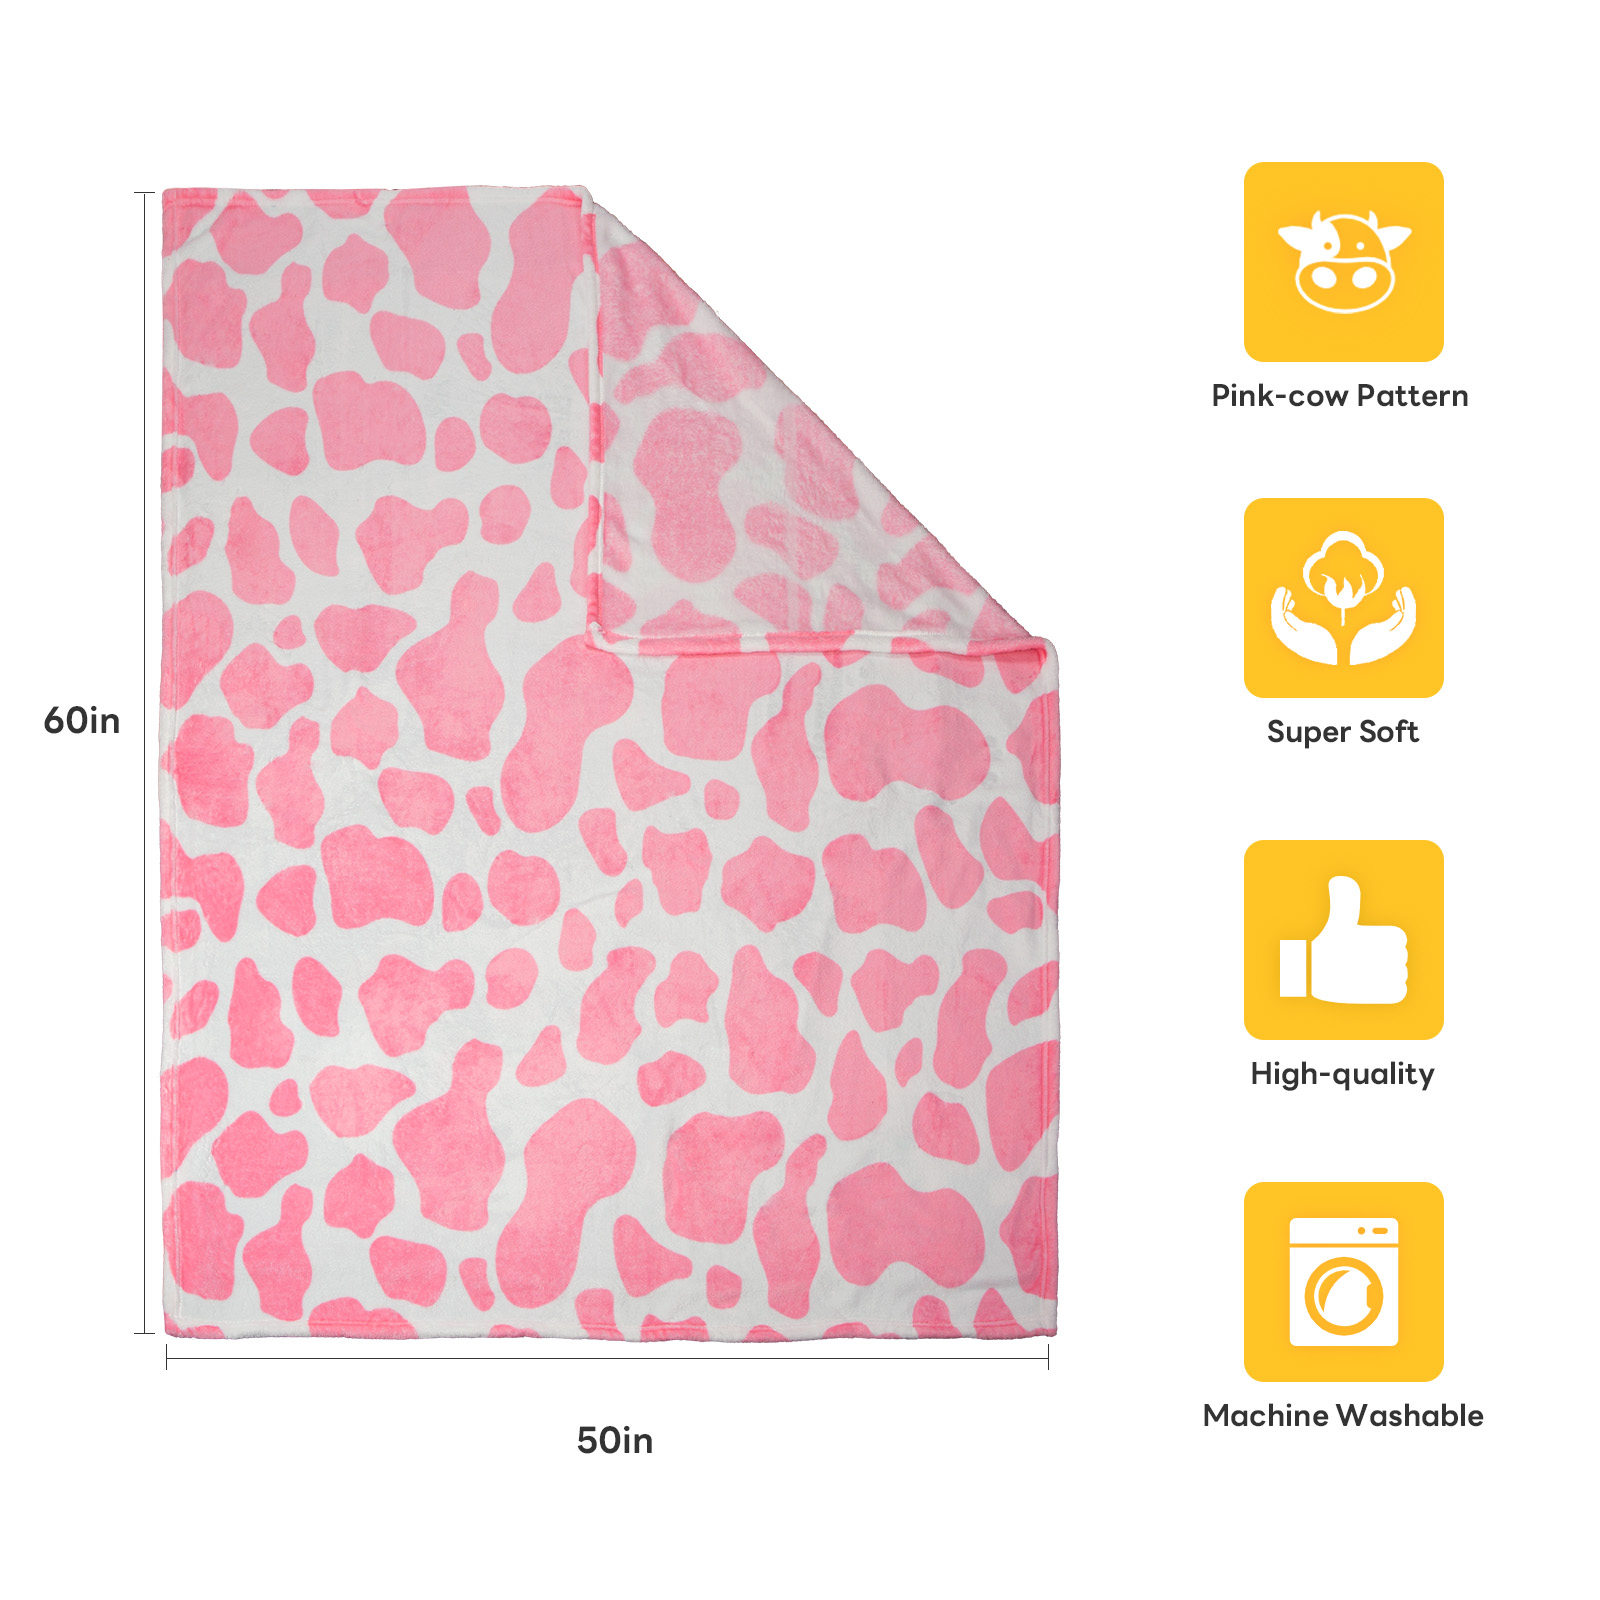 60in
50in
Pink-cow Pattern
Super Soft
High-quality
Machine Washable